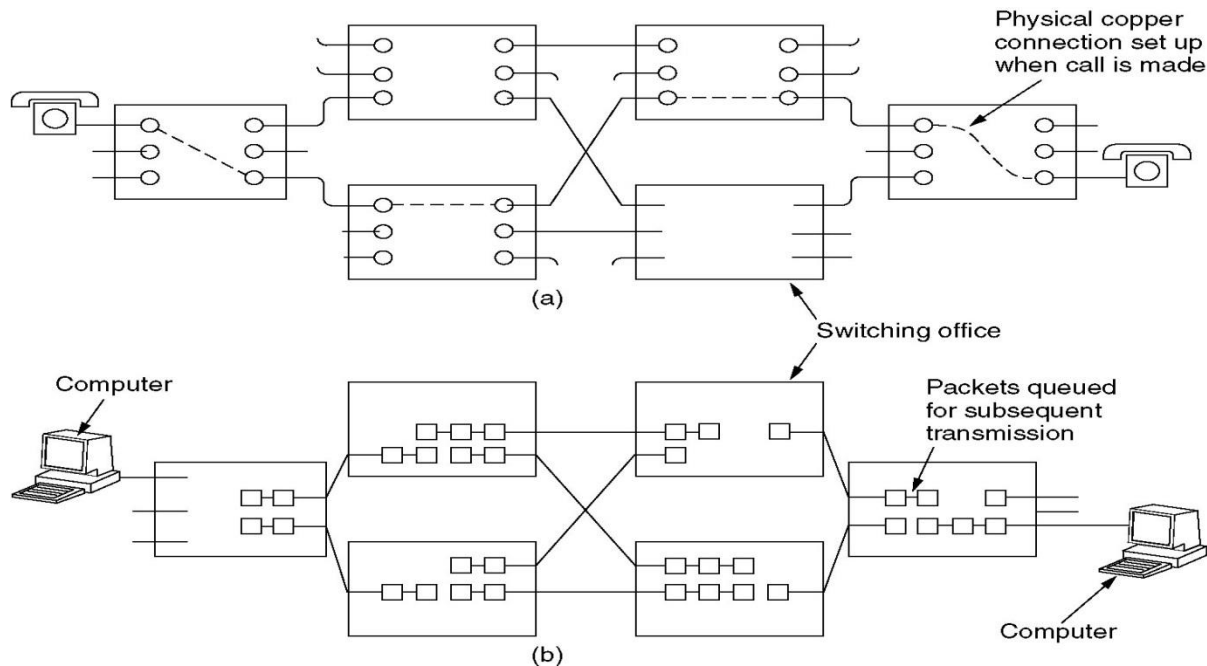 Physical copper
connection set up
when call is made
(a)
Switching office
Computer
Packets queued
for subsequent
transmission
Computer
(b)